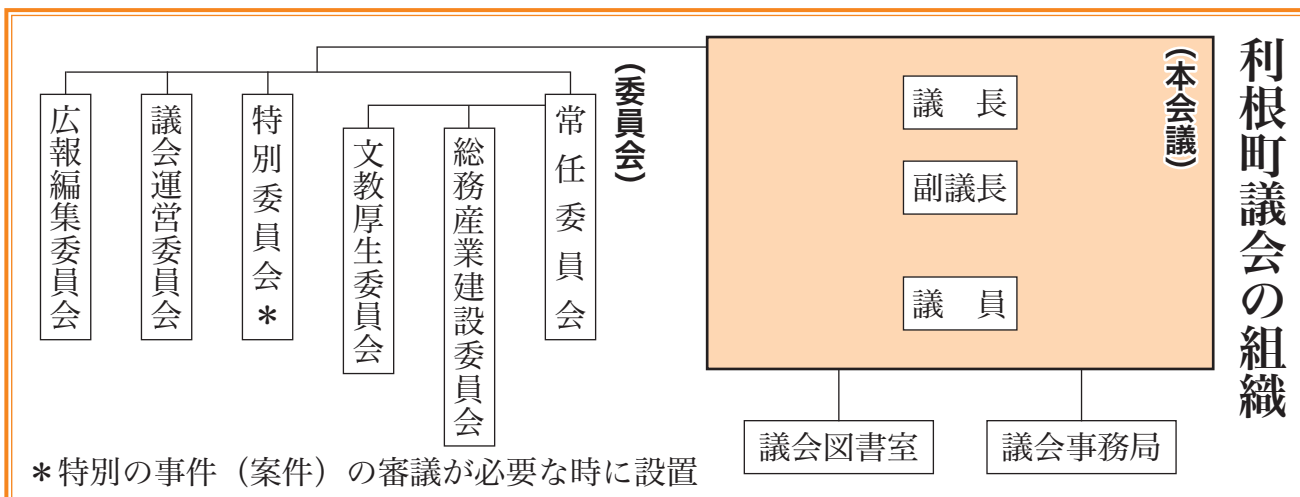 利根町議会の組織
（本会議）
議　長
副議長
議　員
議会事務局
議会図書室
（委員会）
常任委員会
総務産業建設委員会
文教厚生委員会
特別委員会＊
議会運営委員会
広報編集委員会
＊特別の事件（案件）の審議が必要な時に設置